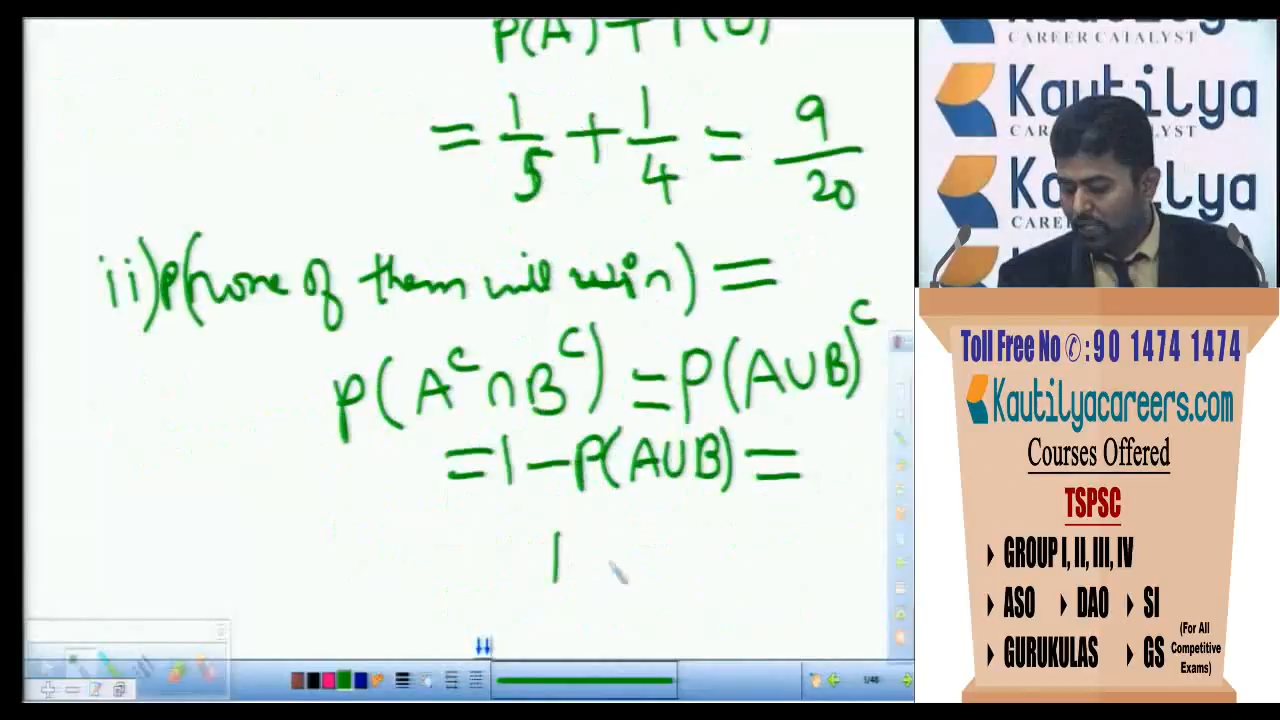 P(A) + P(B)
= 1/5 + 1/4 = 9/20
ii) P(none of them will win) =
P(A^c ∩ B^c) = P(A∪B)^c
= 1 - P(A∪B) =
1
CAREER CATALYST
Kautilya
CAREER CATALYST
Kautilya
CAREER
Toll Free No ✆: 90 1474 1474
Kautilyacareers.com
Courses Offered
TSPSC
GROUP I, II, III, IV
ASO DAO SI
(For All Competitive Exams)
GURUKULAS GS
1/48